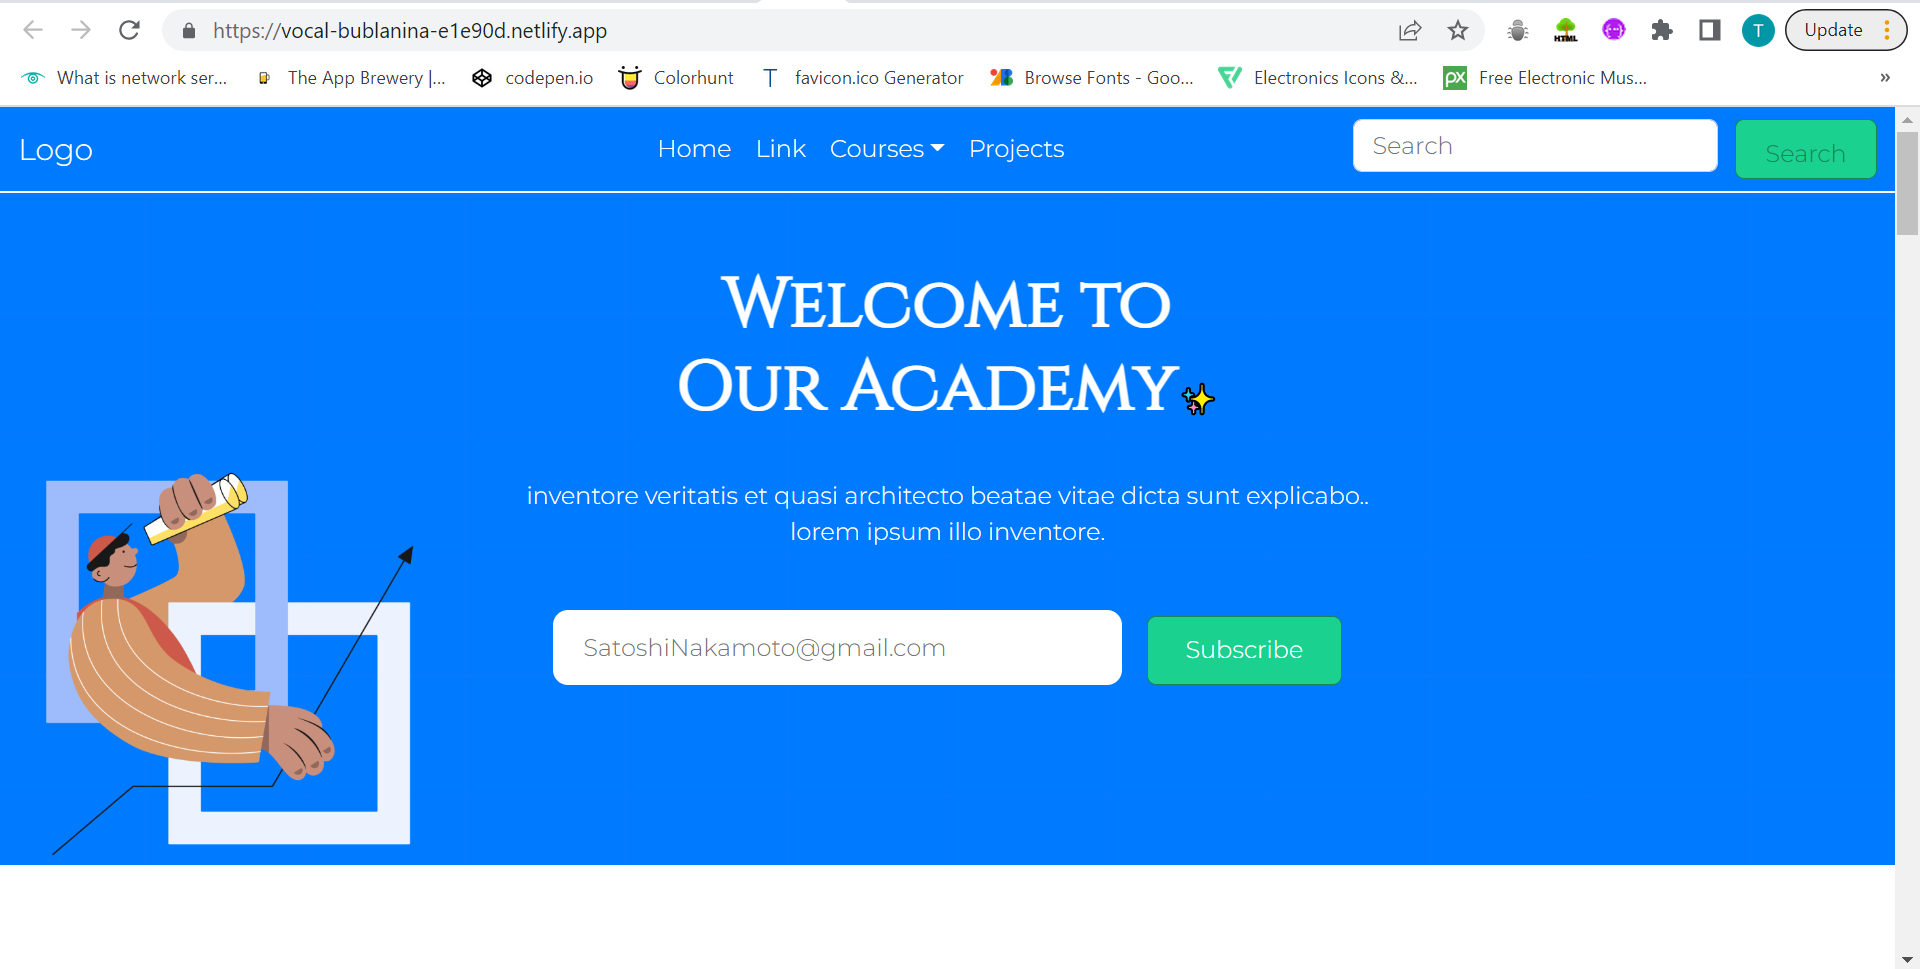 https://vocal-bublanina-e1e90d.netlify.app
HTML
T
Update
What is network ser...
The App Brewery |...
codepen.io
Colorhunt
T
favicon.ico Generator
Browse Fonts - Goo...
Electronics Icons &...
px
Free Electronic Mus...
»
Logo
Home
Link
Courses
Projects
Search
Search
Welcome to
Our Academy✨
inventore veritatis et quasi architecto beatae vitae dicta sunt explicabo..
lorem ipsum illo inventore.
SatoshiNakamoto@gmail.com
Subscribe